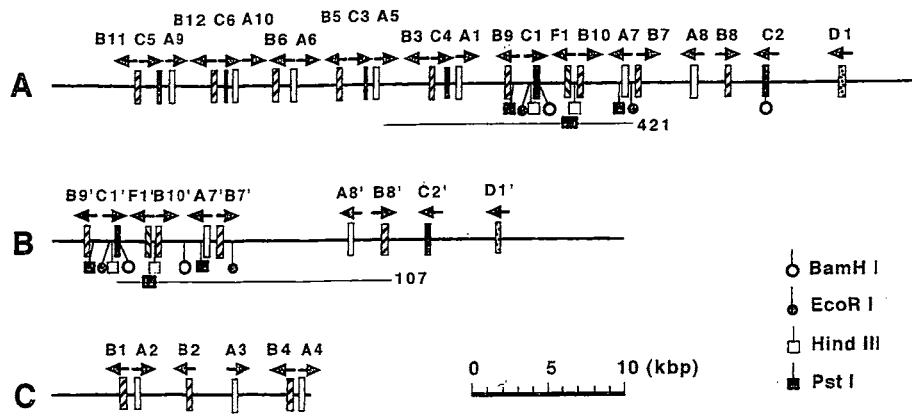 B11 C5 A9 B12 C6 A10 B6 A6 B5 C3 A5 B3 C4 A1 B9 C1 F1 B10 A7 B7 A8 B8 C2 D1
A
421
B9' C1' F1' B10' A7' B7' A8' B8' C2' D1'
B
107
BamH I
EcoR I
Hind III
Pst I
B1 A2 B2 A3 B4 A4
C
0 5 10 (kbp)